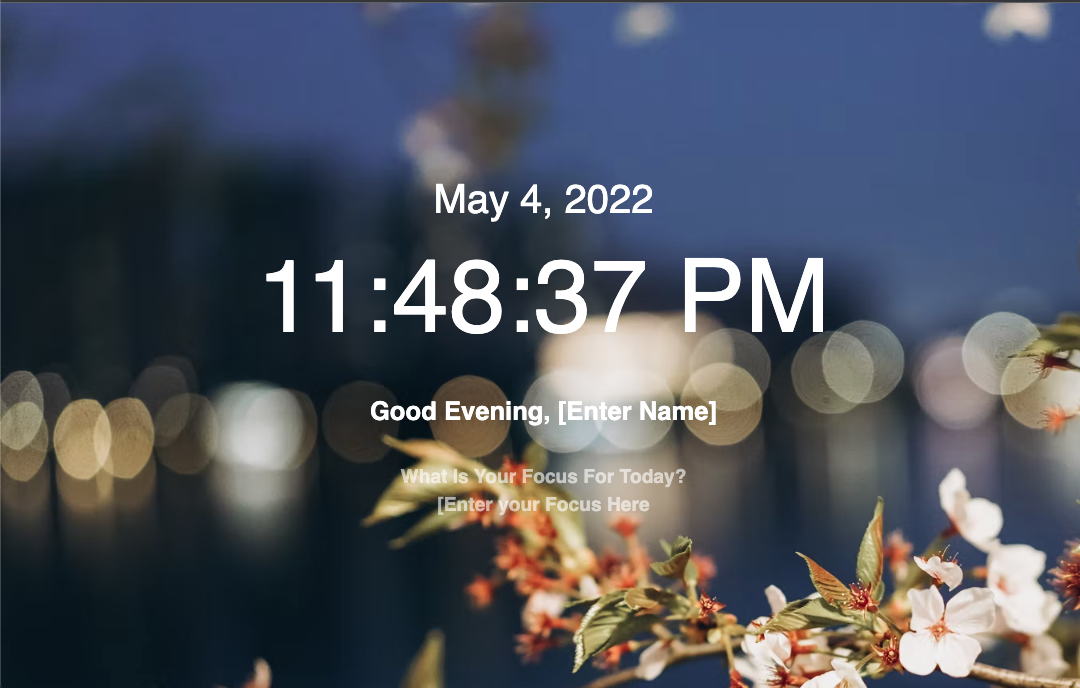 May 4, 2022
11:48:37 PM
Good Evening, [Enter Name]
What Is Your Focus For Today?
[Enter your Focus Here